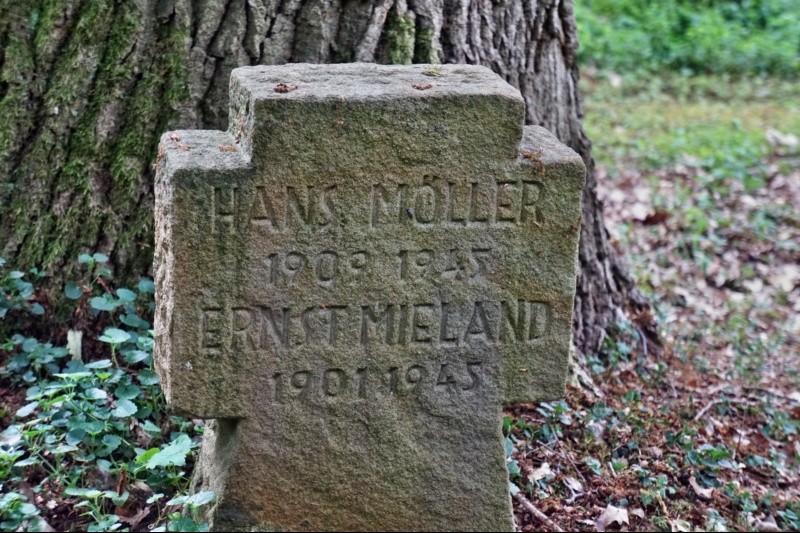 HANS MÖLLER
1909 1945
ERNST MIELAND
1901 1945